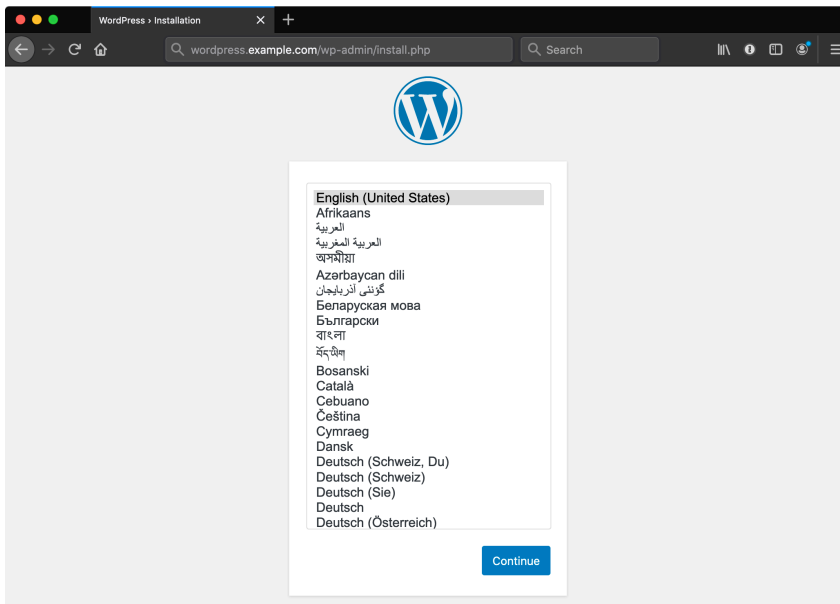 WordPress › Installation
wordpress.example.com/wp-admin/install.php
Search
English (United States)
Afrikaans
العربية
العربية المغربية
অসমীয়া
Azərbaycan dili
گؤنئی آذربایجان
Беларуская мова
Български
বাংলা
བོད་ཡིག
Bosanski
Català
Cebuano
Čeština
Cymraeg
Dansk
Deutsch (Schweiz, Du)
Deutsch (Schweiz)
Deutsch (Sie)
Deutsch
Deutsch (Österreich)
Continue